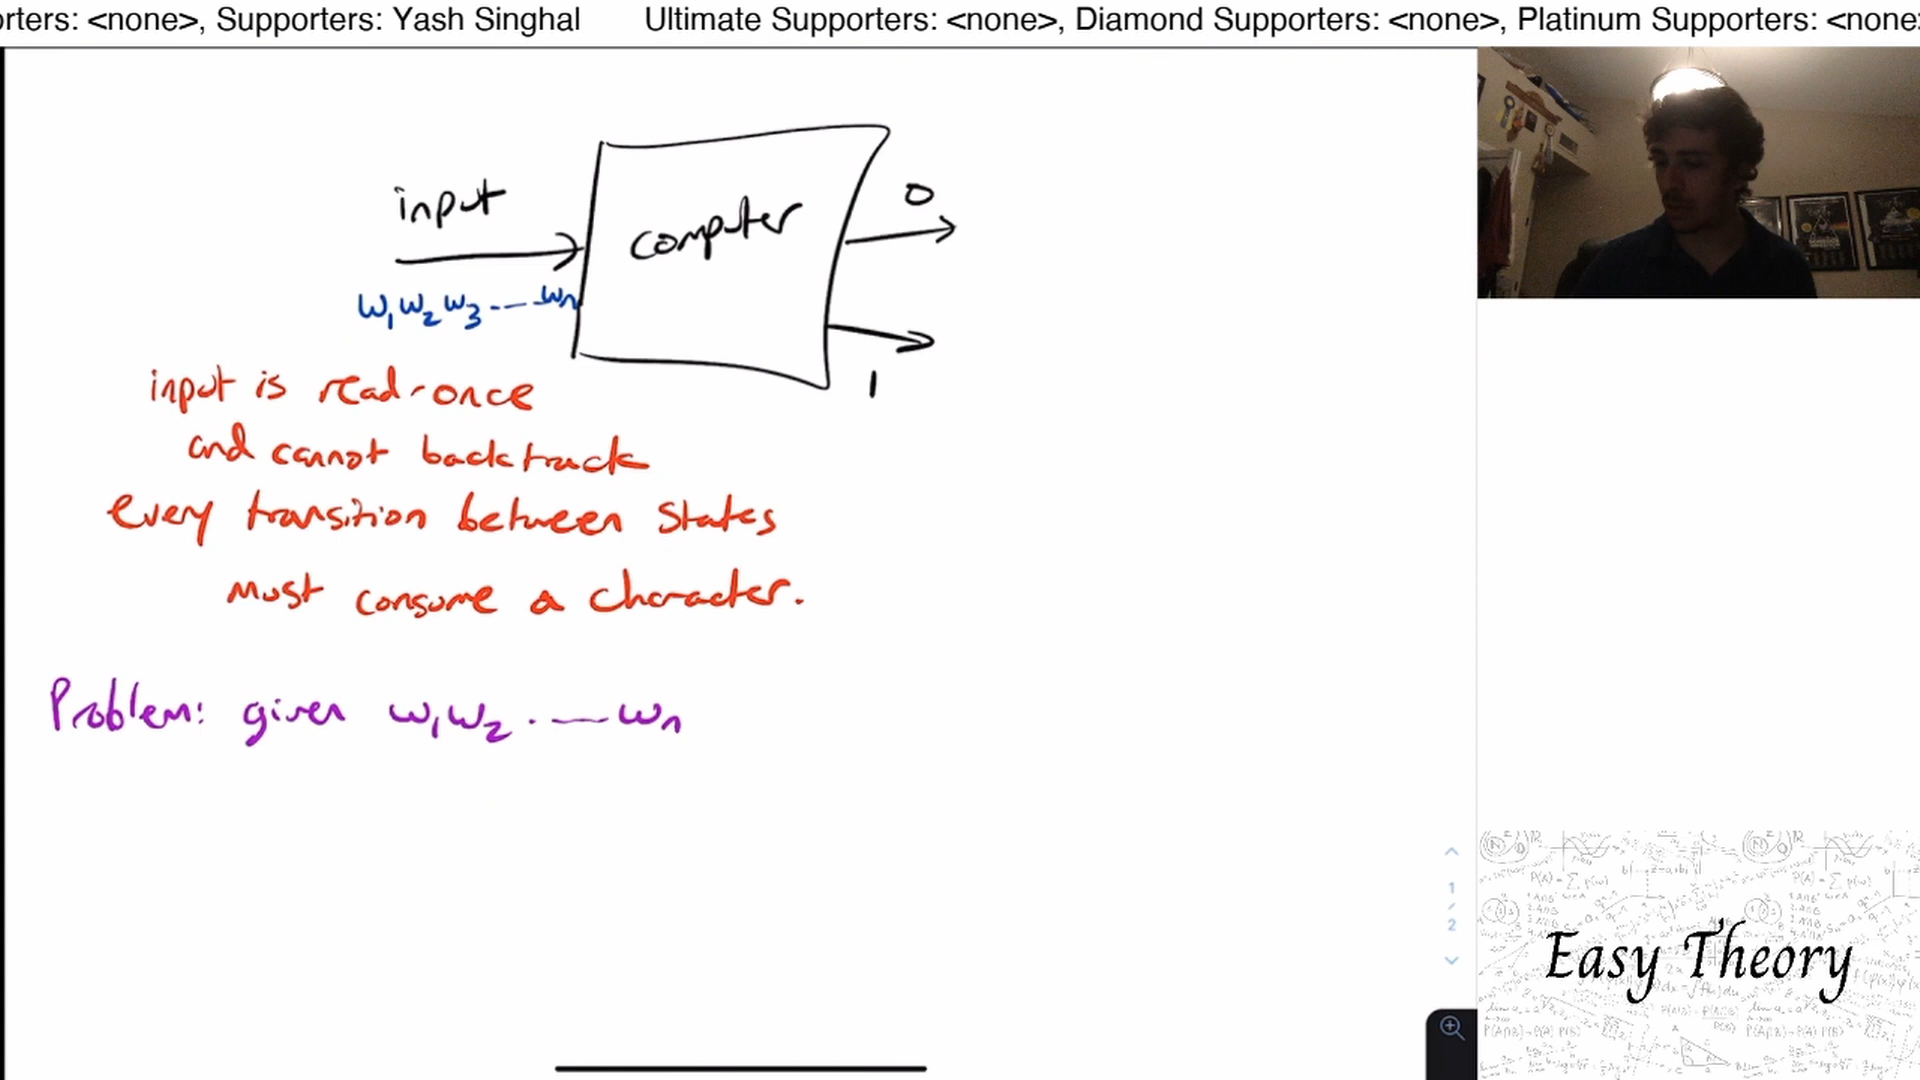 rters: <none>, Supporters: Yash Singhal Ultimate Supporters: <none>, Diamond Supporters: <none>, Platinum Supporters: <none
input
computer
0
w1w2w3---wn
1
input is read-once
and cannot backtrack
every transition between states
must consume a character.
Problem: given w1w2.—wn
1
2
Easy Theory